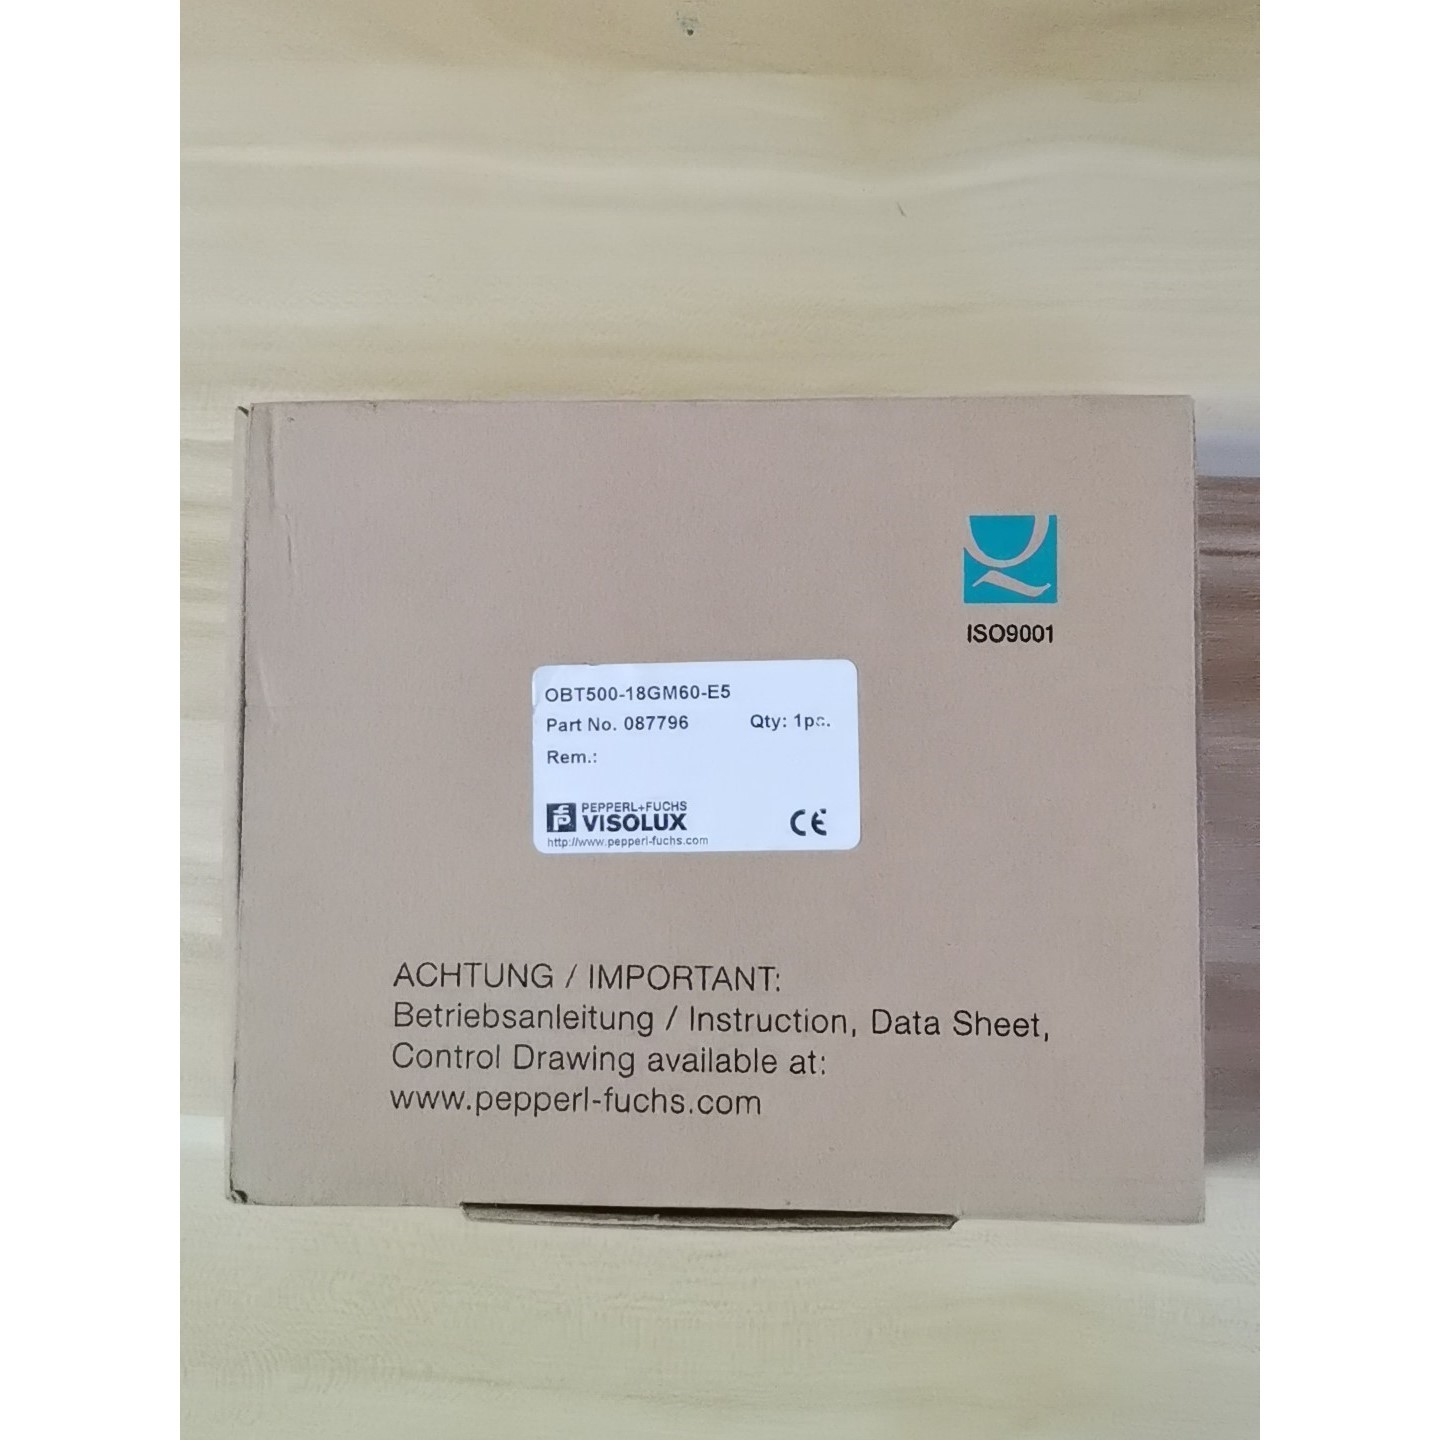 ISO9001
OBT500-18GM60-E5
Part No. 087796 Qty: 1pc.
Rem.:
PEPPERL+FUCHS
VISOLUX
CE
http://www.pepperl-fuchs.com
ACHTUNG / IMPORTANT:
Betriebsanleitung / Instruction, Data Sheet,
Control Drawing available at:
www.pepperl-fuchs.com